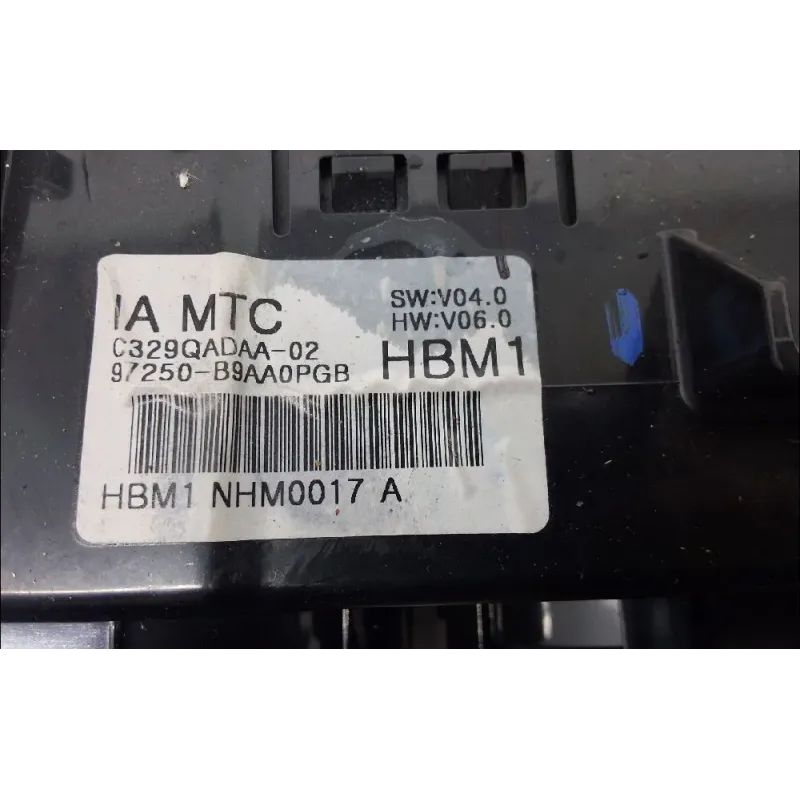 IA MTC
SW:V04.0
HW:V06.0
C329QADAA-02
97250-B9AA0PGB
HBM1
HBM1 NHM0017 A